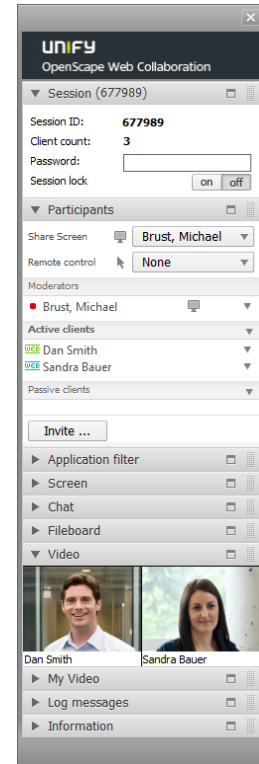 UNIFY
OpenScape Web Collaboration
Session (677989)
Session ID: 677989
Client count: 3
Password:
Session lock on off
Participants
Share Screen Brust, Michael
Remote control None
Moderators
Brust, Michael
Active clients
WEB Dan Smith
WEB Sandra Bauer
Passive clients
Invite ...
Application filter
Screen
Chat
Fileboard
Video
Dan Smith Sandra Bauer
My Video
Log messages
Information